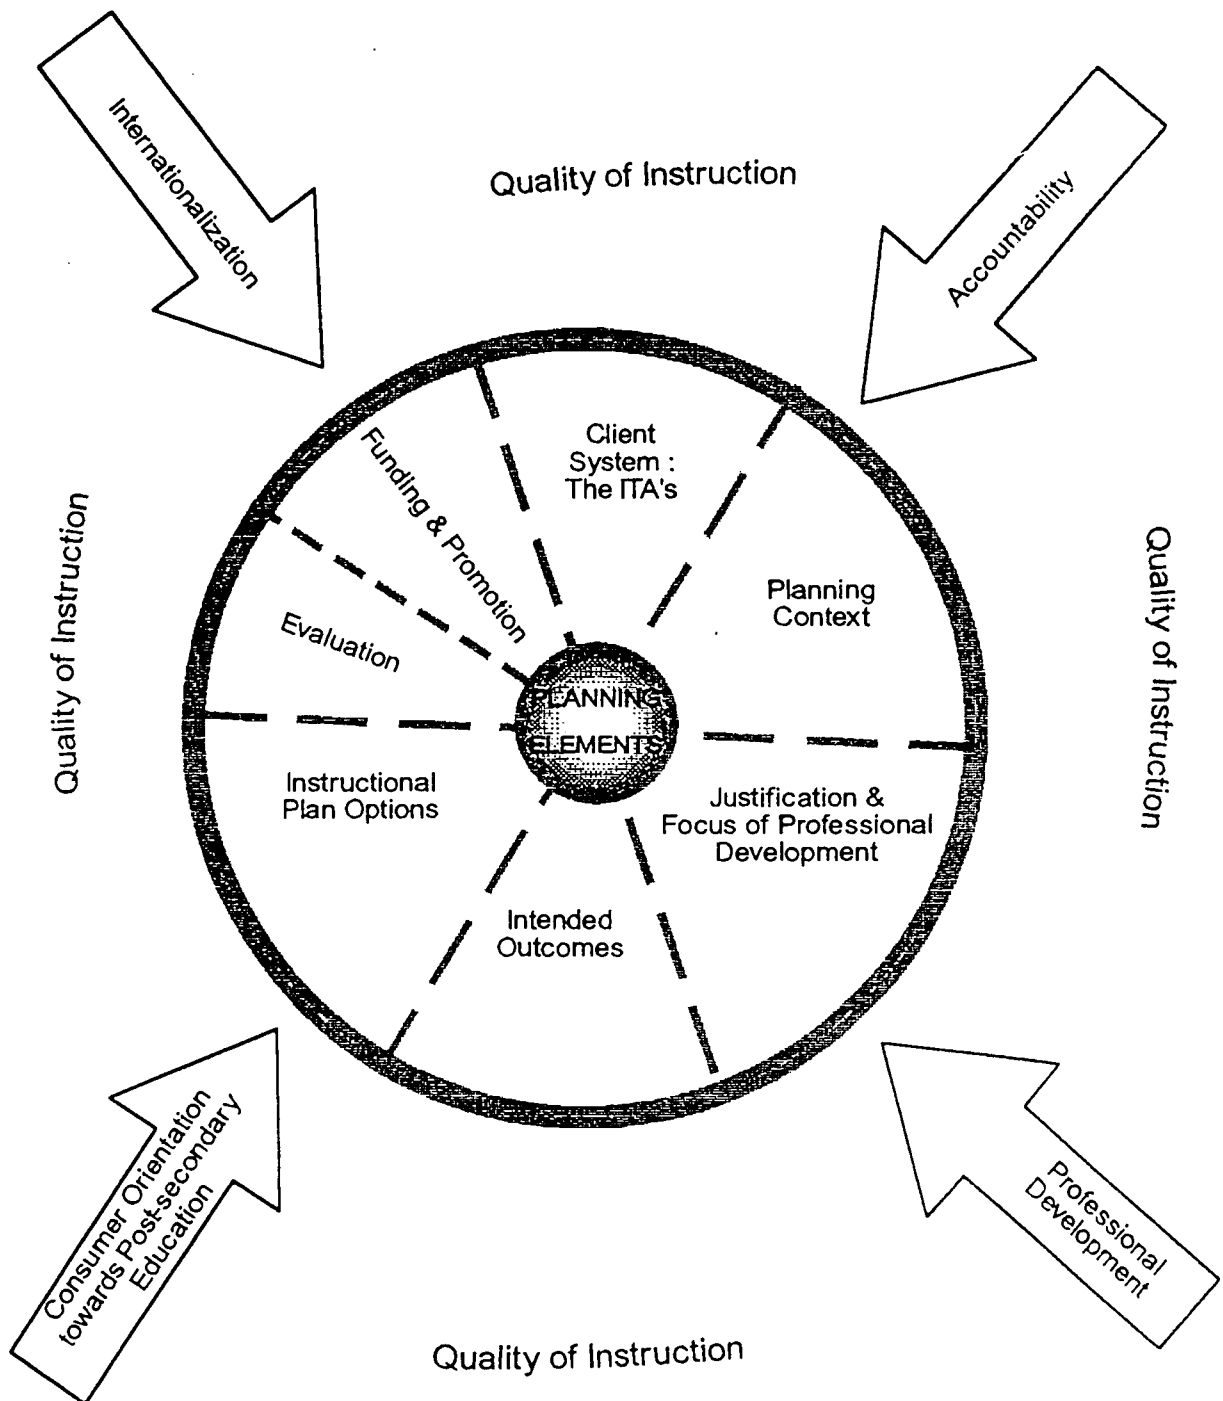 Internationalization
Quality of Instruction
Accountability
Client
System :
The ITA's
Funding & Promotion
Planning
Context
Evaluation
Quality of Instruction
Quality of Instruction
PLANNING
ELEMENTS
Instructional
Plan Options
Justification &
Focus of Professional
Development
Intended
Outcomes
Consumer Orientation
towards Post-secondary
Education
Professional
Development
Quality of Instruction